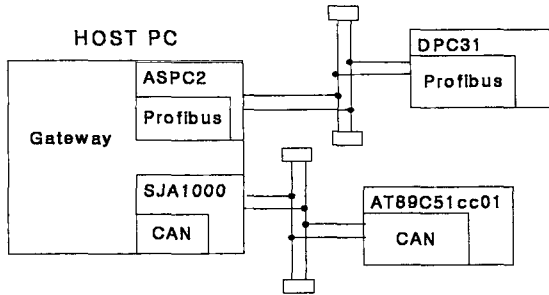 HOST PC
ASPC2
Profibus
Gateway
SJA1000
CAN
DPC31
Profibus
AT89C51cc01
CAN